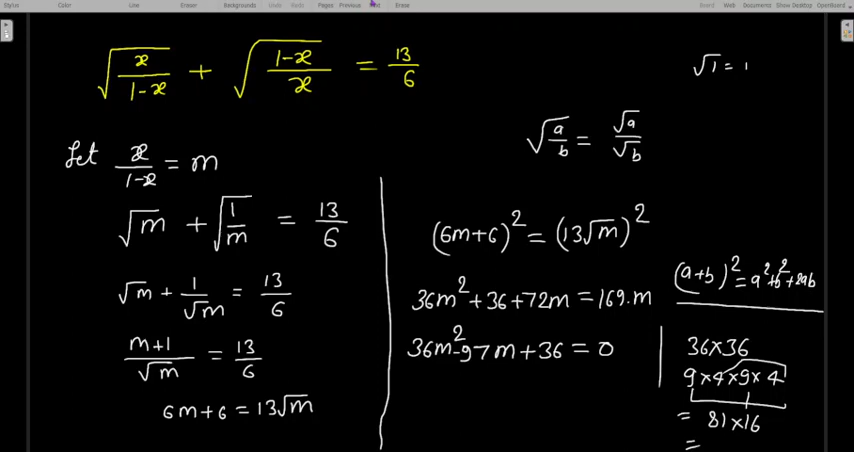 Stylus Color Line Eraser Backgrounds Undo Redo Pages Previous Next Erase Board Web Documents Show Desktop OpenBoard
√(x/(1-x)) + √((1-x)/x) = 13/6
√1 = 1
√(a/b) = √a/√b
Let x/(1-x) = m
√m + √(1/m) = 13/6
√m + 1/√m = 13/6
(m+1)/√m = 13/6
6m+6 = 13√m
(6m+6)² = (13√m)²
(a+b)² = a²+b²+2ab
36m²+36+72m = 169.m
36m²-97m+36 = 0
36×36
9×4×9×4
= 81×16
=